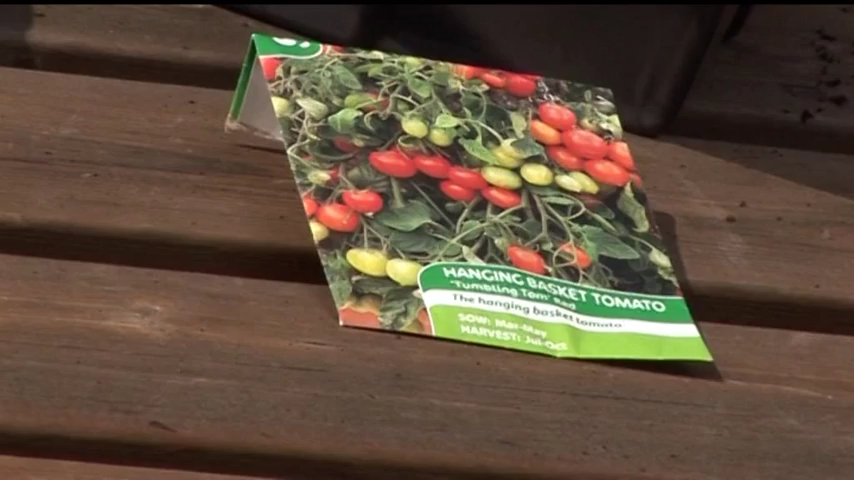 HANGING BASKET TOMATO
'Tumbling Tom' Red
The hanging basket tomato
SOW: Mar-May
HARVEST: Jul-Oct